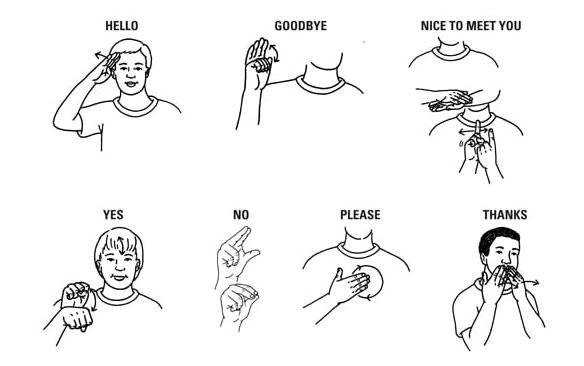 HELLO
GOODBYE
NICE TO MEET YOU
YES
NO
PLEASE
THANKS